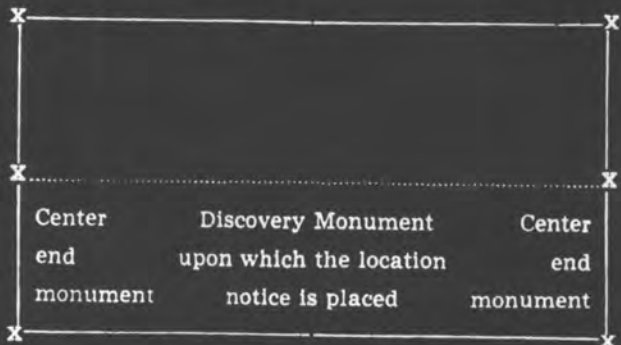 X X
X X
Center Discovery Monument Center
end upon which the location end
monument notice is placed monument
X X